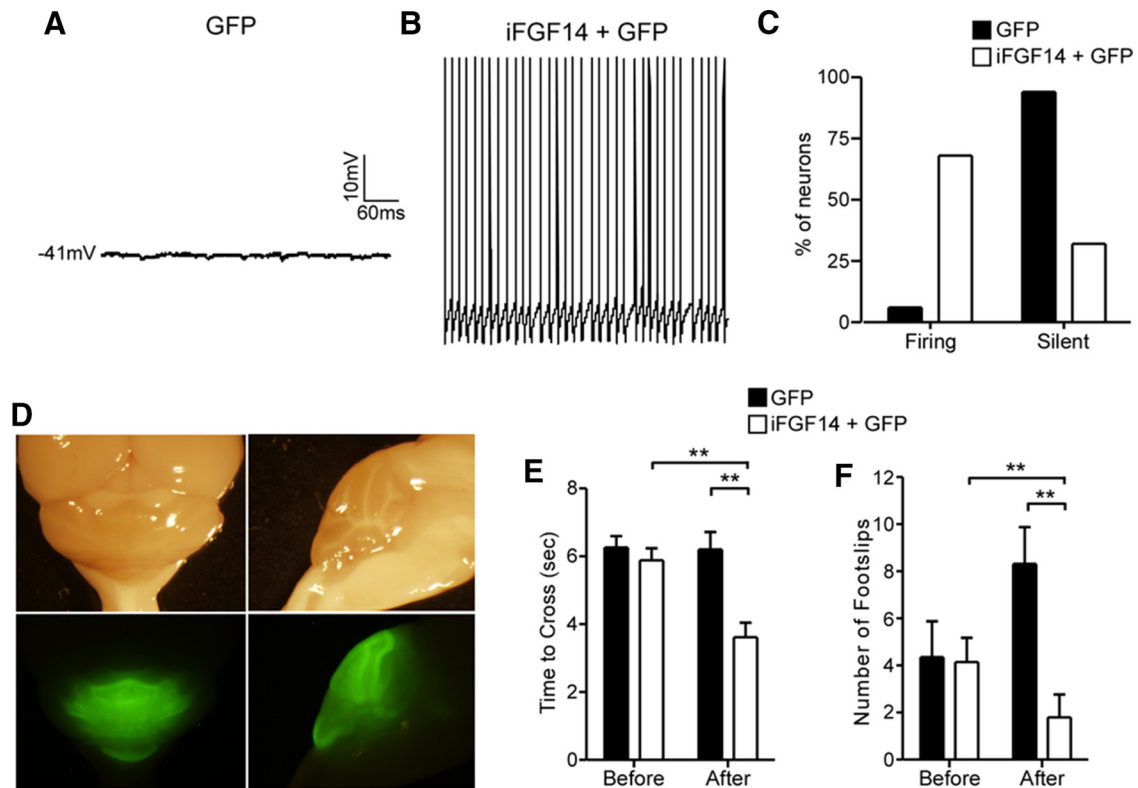 A
GFP
10mV
60ms
-41mV
B
iFGF14 + GFP
C
GFP
iFGF14 + GFP
100
75
50
25
0
% of neurons
Firing
Silent
D
GFP
iFGF14 + GFP
E
**
**
8
6
4
2
0
Time to Cross (sec)
Before
After
F
**
**
12
10
8
6
4
2
0
Number of Footslips
Before
After